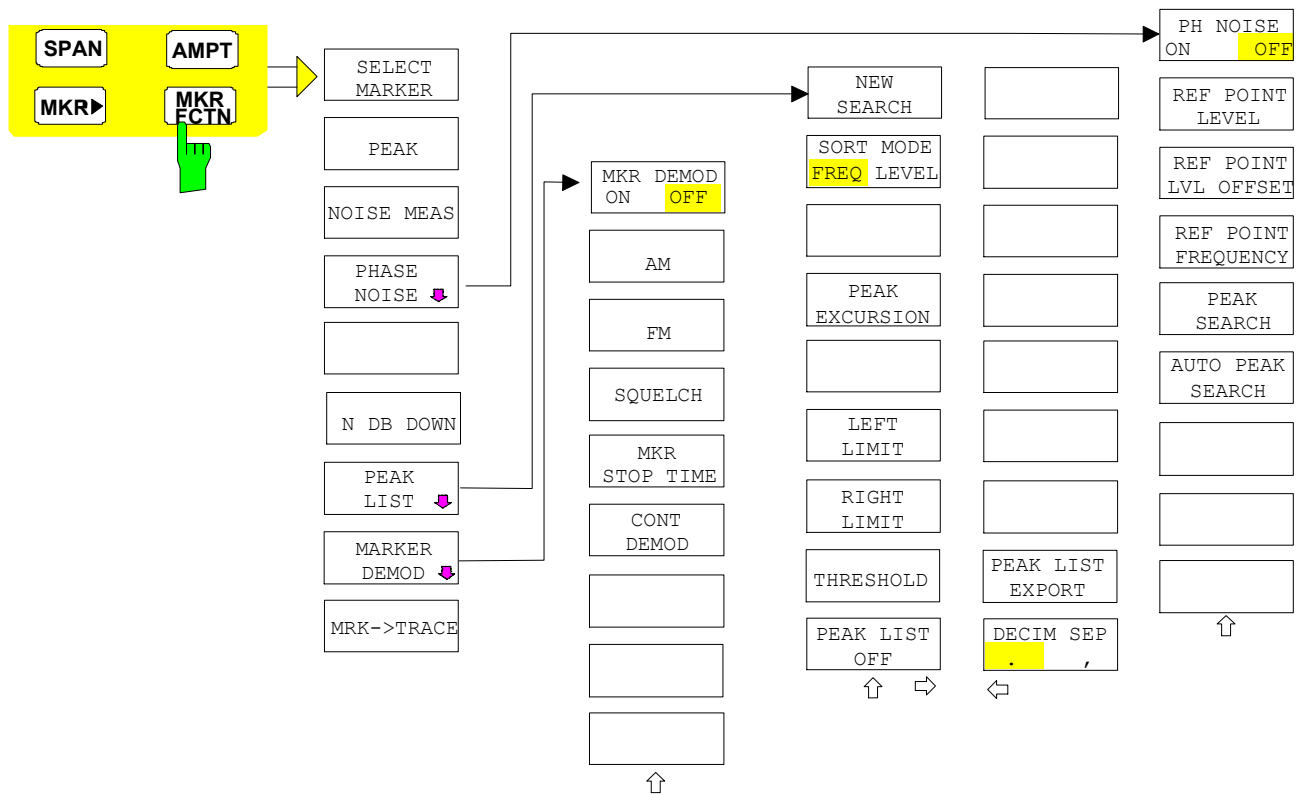 SPAN
AMPT
MKR
MKR
FCTN
SELECT
MARKER
PEAK
NOISE MEAS
PHASE
NOISE
N DB DOWN
PEAK
LIST
MARKER
DEMOD
MRK->TRACE
MKR DEMOD
ON OFF
AM
FM
SQUELCH
MKR
STOP TIME
CONT
DEMOD
NEW
SEARCH
SORT MODE
FREQ LEVEL
PEAK
EXCURSION
LEFT
LIMIT
RIGHT
LIMIT
THRESHOLD
PEAK LIST
OFF
PEAK LIST
EXPORT
DECIM SEP
. ,
PH NOISE
ON OFF
REF POINT
LEVEL
REF POINT
LVL OFFSET
REF POINT
FREQUENCY
PEAK
SEARCH
AUTO PEAK
SEARCH